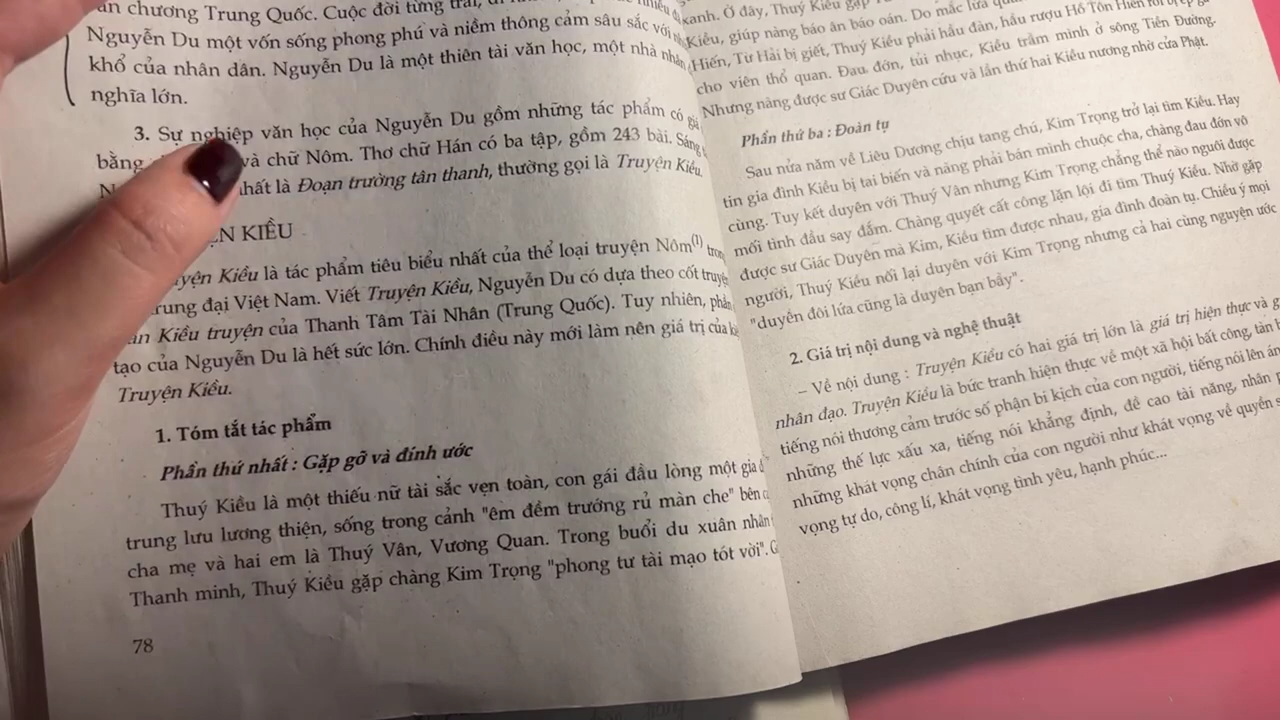 chương Trung Quốc. Cuộc đời từng trải,
Nguyễn Du một vốn sống phong phú và niềm thông cảm sâu sắc với
khổ của nhân dân. Nguyễn Du là một thiên tài văn học, một nhà nhân
nghĩa lớn.
3. Sự nghiệp văn học của Nguyễn Du gồm những tác phẩm có giá
bằng và chữ Nôm. Thơ chữ Hán có ba tập, gồm 243 bài. Sáng
nhất là Đoạn trường tân thanh, thường gọi là Truyện Kiều.
KIỀU
Kiều là tác phẩm tiêu biểu nhất của thể loại truyện Nôm(1)
đại Việt Nam. Viết Truyện Kiều, Nguyễn Du có dựa theo cốt truyện
Kiều truyện của Thanh Tâm Tài Nhân (Trung Quốc). Tuy nhiên, phần
tạo của Nguyễn Du là hết sức lớn. Chính điều này mới làm nên giá trị của
Truyện Kiều.
1. Tóm tắt tác phẩm
Phần thứ nhất : Gặp gỡ và đính ước
Thuý Kiều là một thiếu nữ tài sắc vẹn toàn, con gái đầu lòng một gia
trung lưu lương thiện, sống trong cảnh "êm đềm trướng rủ màn che" bên
cha mẹ và hai em là Thuý Vân, Vương Quan. Trong buổi du xuân nhân
Thanh minh, Thuý Kiều gặp chàng Kim Trọng "phong tư tài mạo tót vời".
78
xanh. Ở đây, Thuý Kiều gặp
Kiều, giúp nàng báo ân báo oán. Do mắc lừa
Hiến, Từ Hải bị giết, Thuý Kiều phải hầu đàn, hầu rượu Hồ Tôn Hiến rồi bị ép
cho viên thổ quan. Đau đớn, tủi nhục, Kiều trầm mình ở sông Tiền Đường.
Nhưng nàng được sư Giác Duyên cứu và lần thứ hai Kiều nương nhờ cửa Phật.
Phần thứ ba : Đoàn tụ
Sau nửa năm về Liêu Dương chịu tang chú, Kim Trọng trở lại tìm Kiều. Hay
tin gia đình Kiều bị tai biến và nàng phải bán mình chuộc cha, chàng đau đớn vô
cùng. Tuy kết duyên với Thuý Vân nhưng Kim Trọng chẳng thể nào nguôi được
mối tình đầu say đắm. Chàng quyết cất công lặn lội đi tìm Thuý Kiều. Nhờ gặp
được sư Giác Duyên mà Kim, Kiều tìm được nhau, gia đình đoàn tụ. Chiều ý mọi
người, Thuý Kiều nối lại duyên với Kim Trọng nhưng cả hai cùng nguyện ước
"duyên đôi lứa cũng là duyên bạn bầy".
2. Giá trị nội dung và nghệ thuật
– Về nội dung : Truyện Kiều có hai giá trị lớn là giá trị hiện thực và
nhân đạo. Truyện Kiều là bức tranh hiện thực về một xã hội bất công, tàn
tiếng nói thương cảm trước số phận bi kịch của con người, tiếng nói lên án
những thế lực xấu xa, tiếng nói khẳng định, đề cao tài năng, nhân
những khát vọng chân chính của con người như khát vọng về quyền
vọng tự do, công lí, khát vọng tình yêu, hạnh phúc...